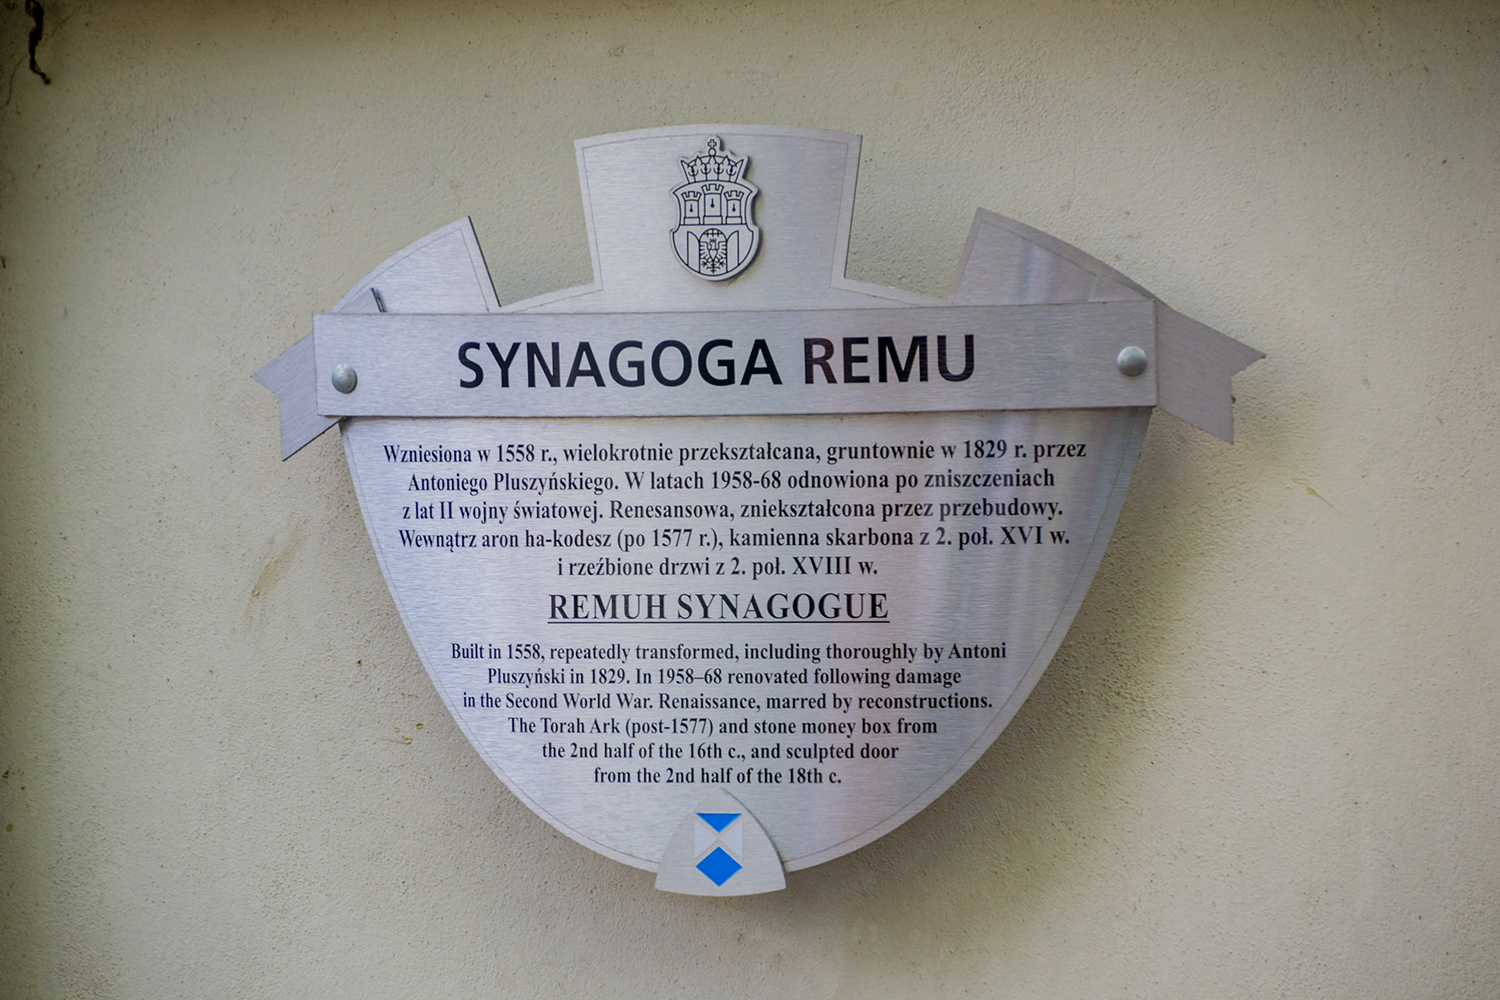 SYNAGOGA REMU
Wzniesiona w 1558 r., wielokrotnie przekształcana, gruntownie w 1829 r. przez
Antoniego Pluszyńskiego. W latach 1958-68 odnowiona po zniszczeniach
z lat II wojny światowej. Renesansowa, zniekształcona przez przebudowy.
Wewnątrz aron ha-kodesz (po 1577 r.), kamienna skarbona z 2. poł. XVI w.
i rzeźbione drzwi z 2. poł. XVIII w.
REMUH SYNAGOGUE
Built in 1558, repeatedly transformed, including thoroughly by Antoni
Pluszyński in 1829. In 1958–68 renovated following damage
in the Second World War. Renaissance, marred by reconstructions.
The Torah Ark (post-1577) and stone money box from
the 2nd half of the 16th c., and sculpted door
from the 2nd half of the 18th c.